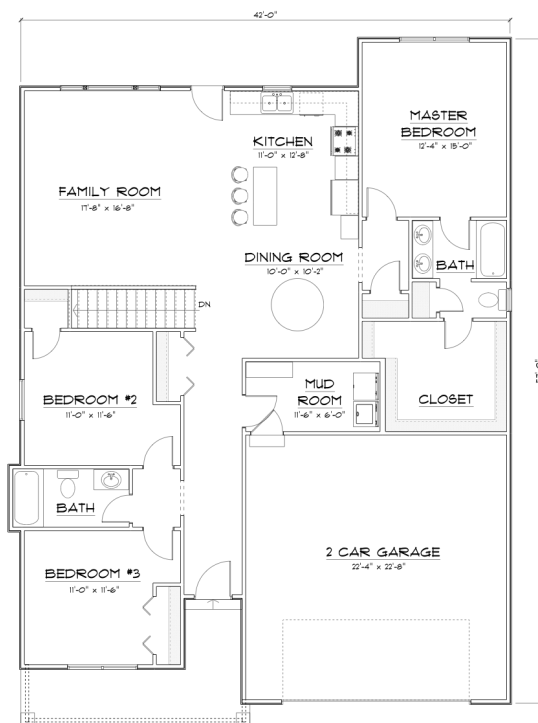 42'-0"
MASTER
BEDROOM
12'-4" x 15'-0"
KITCHEN
11'-0" x 12'-8"
FAMILY ROOM
17'-8" x 16'-8"
DINING ROOM
10'-0" x 10'-2"
BATH
DN
MUD
ROOM
11'-6" x 6'-0"
CLOSET
BEDROOM #2
11'-0" x 11'-6"
BATH
2 CAR GARAGE
22'-4" x 22'-8"
BEDROOM #3
11'-0" x 11'-6"